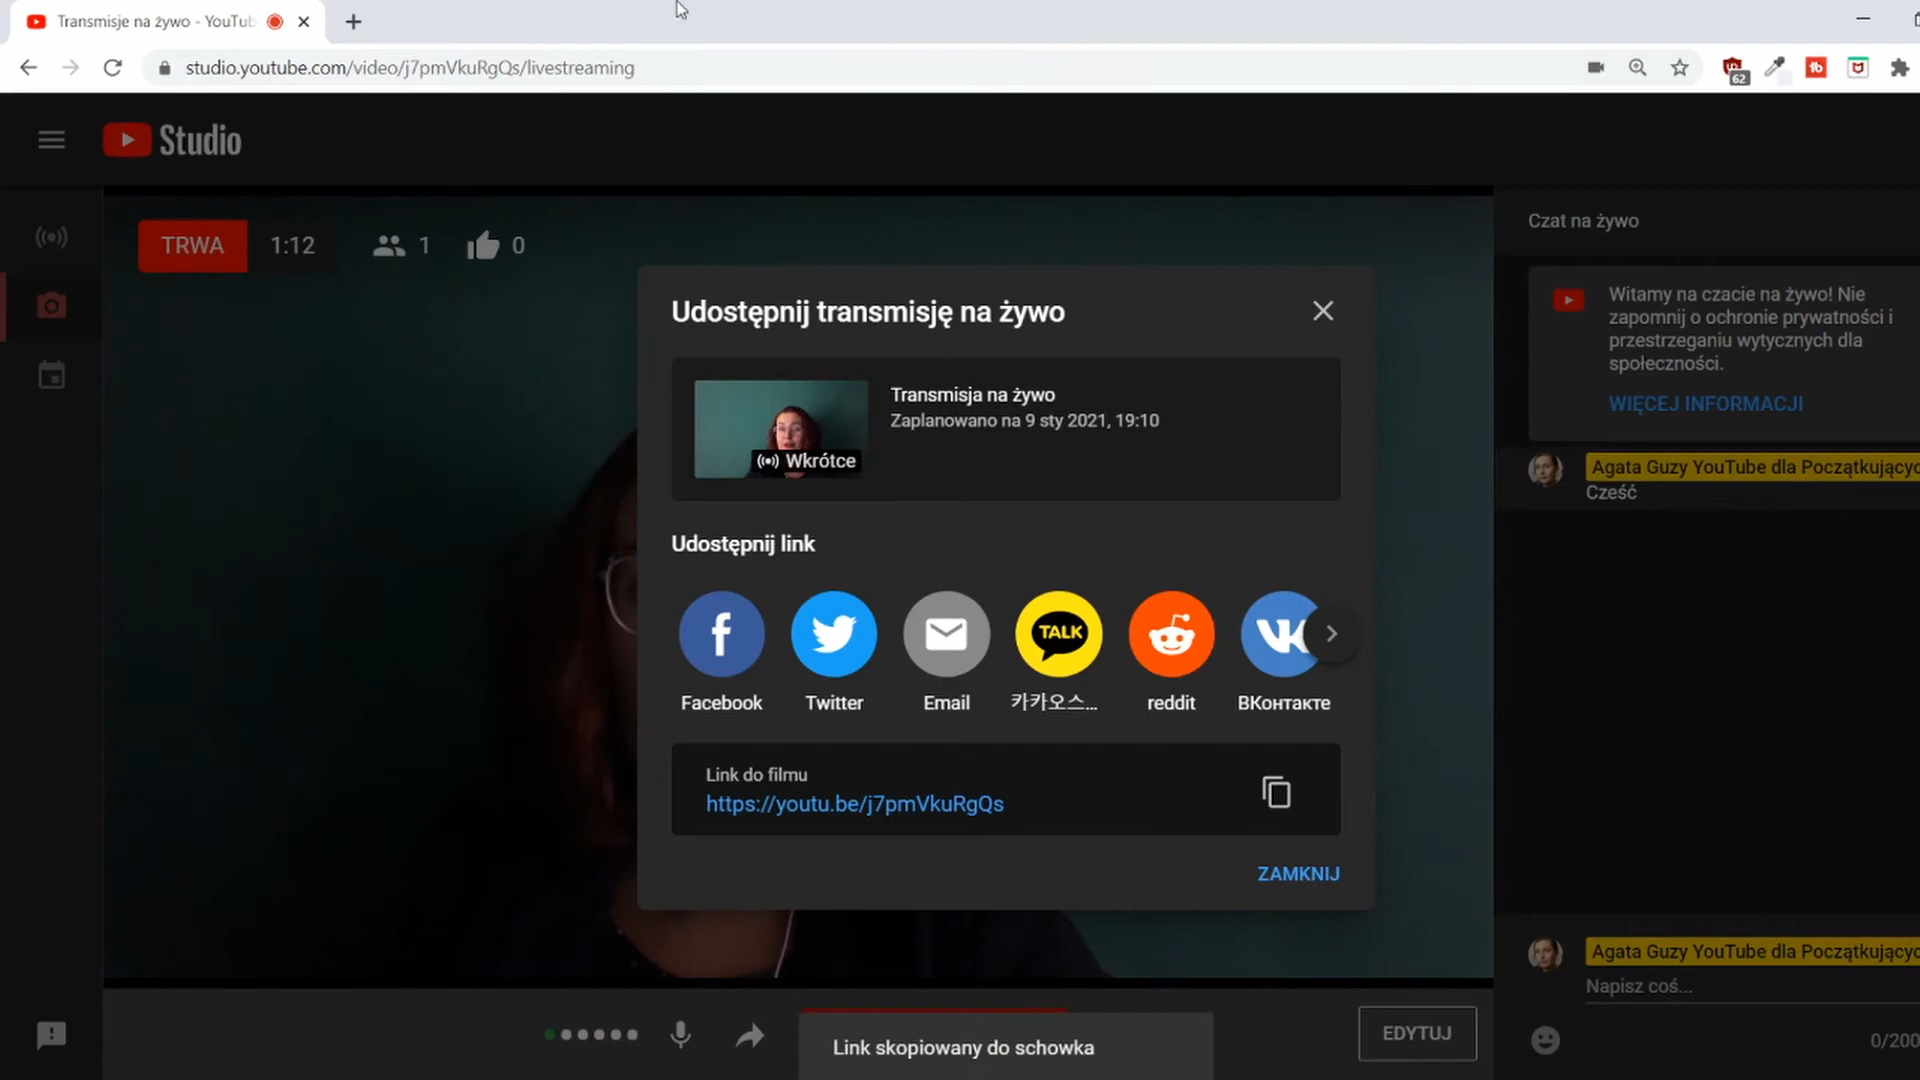 Transmisje na żywo - YouTub
studio.youtube.com/video/j7pmVkuRgQs/livestreaming
62
Studio
TRWA 1:12 1 0
Udostępnij transmisję na żywo
Transmisja na żywo
Zaplanowano na 9 sty 2021, 19:10
Wkrótce
Udostępnij link
TALK
Facebook Twitter Email 카카오스... reddit ВКонтакте
Link do filmu
https://youtu.be/j7pmVkuRgQs
ZAMKNIJ
Link skopiowany do schowka
EDYTUJ
Czat na żywo
Witamy na czacie na żywo! Nie
zapomnij o ochronie prywatności i
przestrzeganiu wytycznych dla
społeczności.
WIĘCEJ INFORMACJI
Agata Guzy YouTube dla Początkującyc
Cześć
Agata Guzy YouTube dla Początkującyc
Napisz coś...
0/200